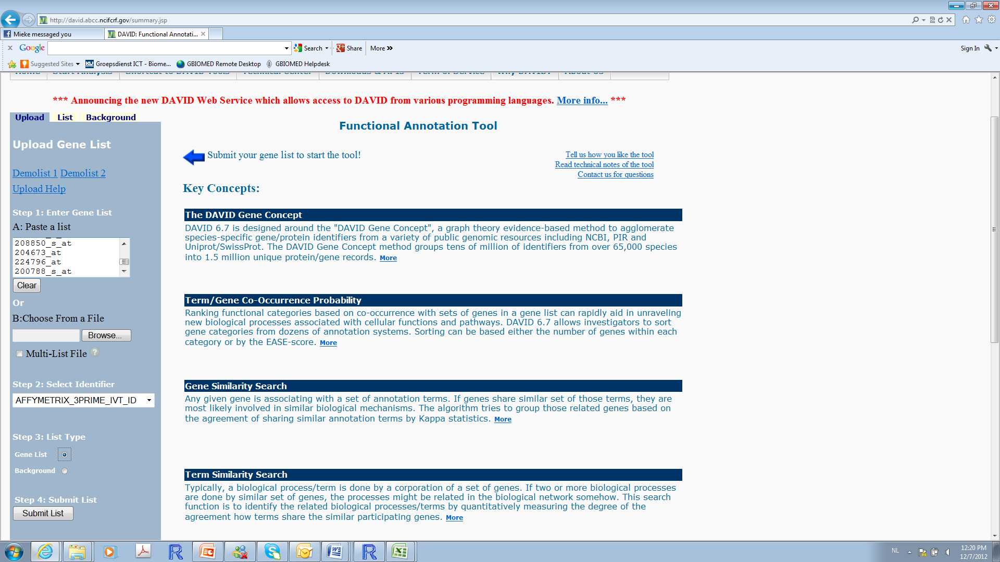 http://david.abcc.ncifcrf.gov/summary.jsp
Mieke messaged you
DAVID: Functional Annotati...
Google
Search
Share
More
Sign In
Suggested Sites
Groepsdienst ICT - Biome...
GBIOMED Remote Desktop
GBIOMED Helpdesk
Home Start Analysis Shortcut to DAVID Tools Technical Center Downloads & APIs Term of Service Why DAVID? About Us
*** Announcing the new DAVID Web Service which allows access to DAVID from various programming languages. More info... ***
Upload List Background
Upload Gene List
Demolist 1 Demolist 2
Upload Help
Step 1: Enter Gene List
A: Paste a list
208850_s_at
204673_at
224796_at
200788_s_at
Clear
Or
B:Choose From a File
Browse...
Multi-List File ?
Step 2: Select Identifier
AFFYMETRIX_3PRIME_IVT_ID
Step 3: List Type
Gene List
Background
Step 4: Submit List
Submit List
Functional Annotation Tool
Submit your gene list to start the tool!
Tell us how you like the tool
Read technical notes of the tool
Contact us for questions
Key Concepts:
The DAVID Gene Concept
DAVID 6.7 is designed around the "DAVID Gene Concept", a graph theory evidence-based method to agglomerate
species-specific gene/protein identifiers from a variety of public genomic resources including NCBI, PIR and
Uniprot/SwissProt. The DAVID Gene Concept method groups tens of million of identifiers from over 65,000 species
into 1.5 million unique protein/gene records. More
Term/Gene Co-Occurrence Probability
Ranking functional categories based on co-occurrence with sets of genes in a gene list can rapidly aid in unraveling
new biological processes associated with cellular functions and pathways. DAVID 6.7 allows investigators to sort
gene categories from dozens of annotation systems. Sorting can be based either the number of genes within each
category or by the EASE-score. More
Gene Similarity Search
Any given gene is associating with a set of annotation terms. If genes share similar set of those terms, they are
most likely involved in similar biological mechanisms. The algorithm tries to group those related genes based on
the agreement of sharing similar annotation terms by Kappa statistics. More
Term Similarity Search
Typically, a biological process/term is done by a corporation of a set of genes. If two or more biological processes
are done by similar set of genes, the processes might be related in the biological network somehow. This search
function is to identify the related biological processes/terms by quantitatively measuring the degree of the
agreement how terms share the similar participating genes. More
NL
12:20 PM
12/7/2012